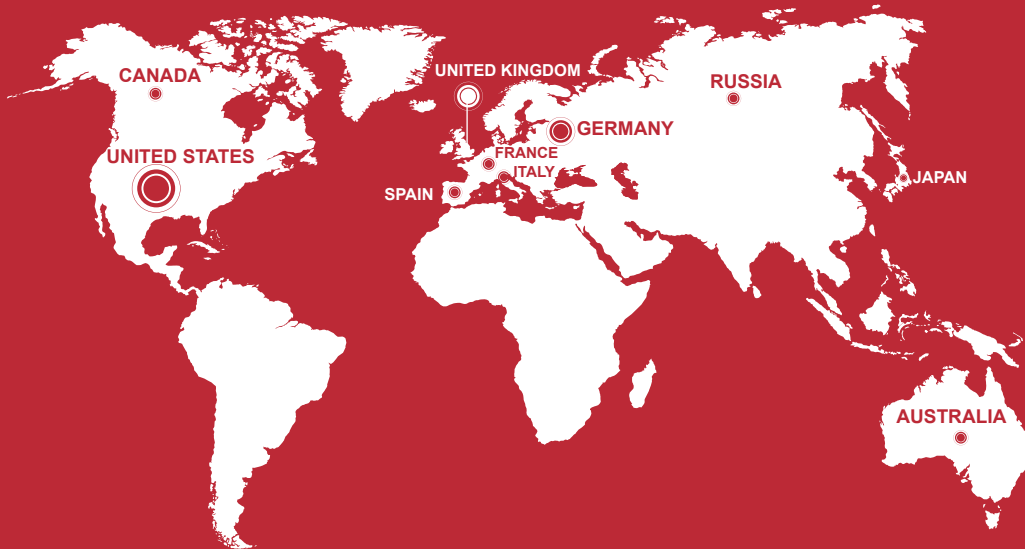 CANADA
UNITED KINGDOM
RUSSIA
GERMANY
UNITED STATES
FRANCE
ITALY
SPAIN
JAPAN
AUSTRALIA